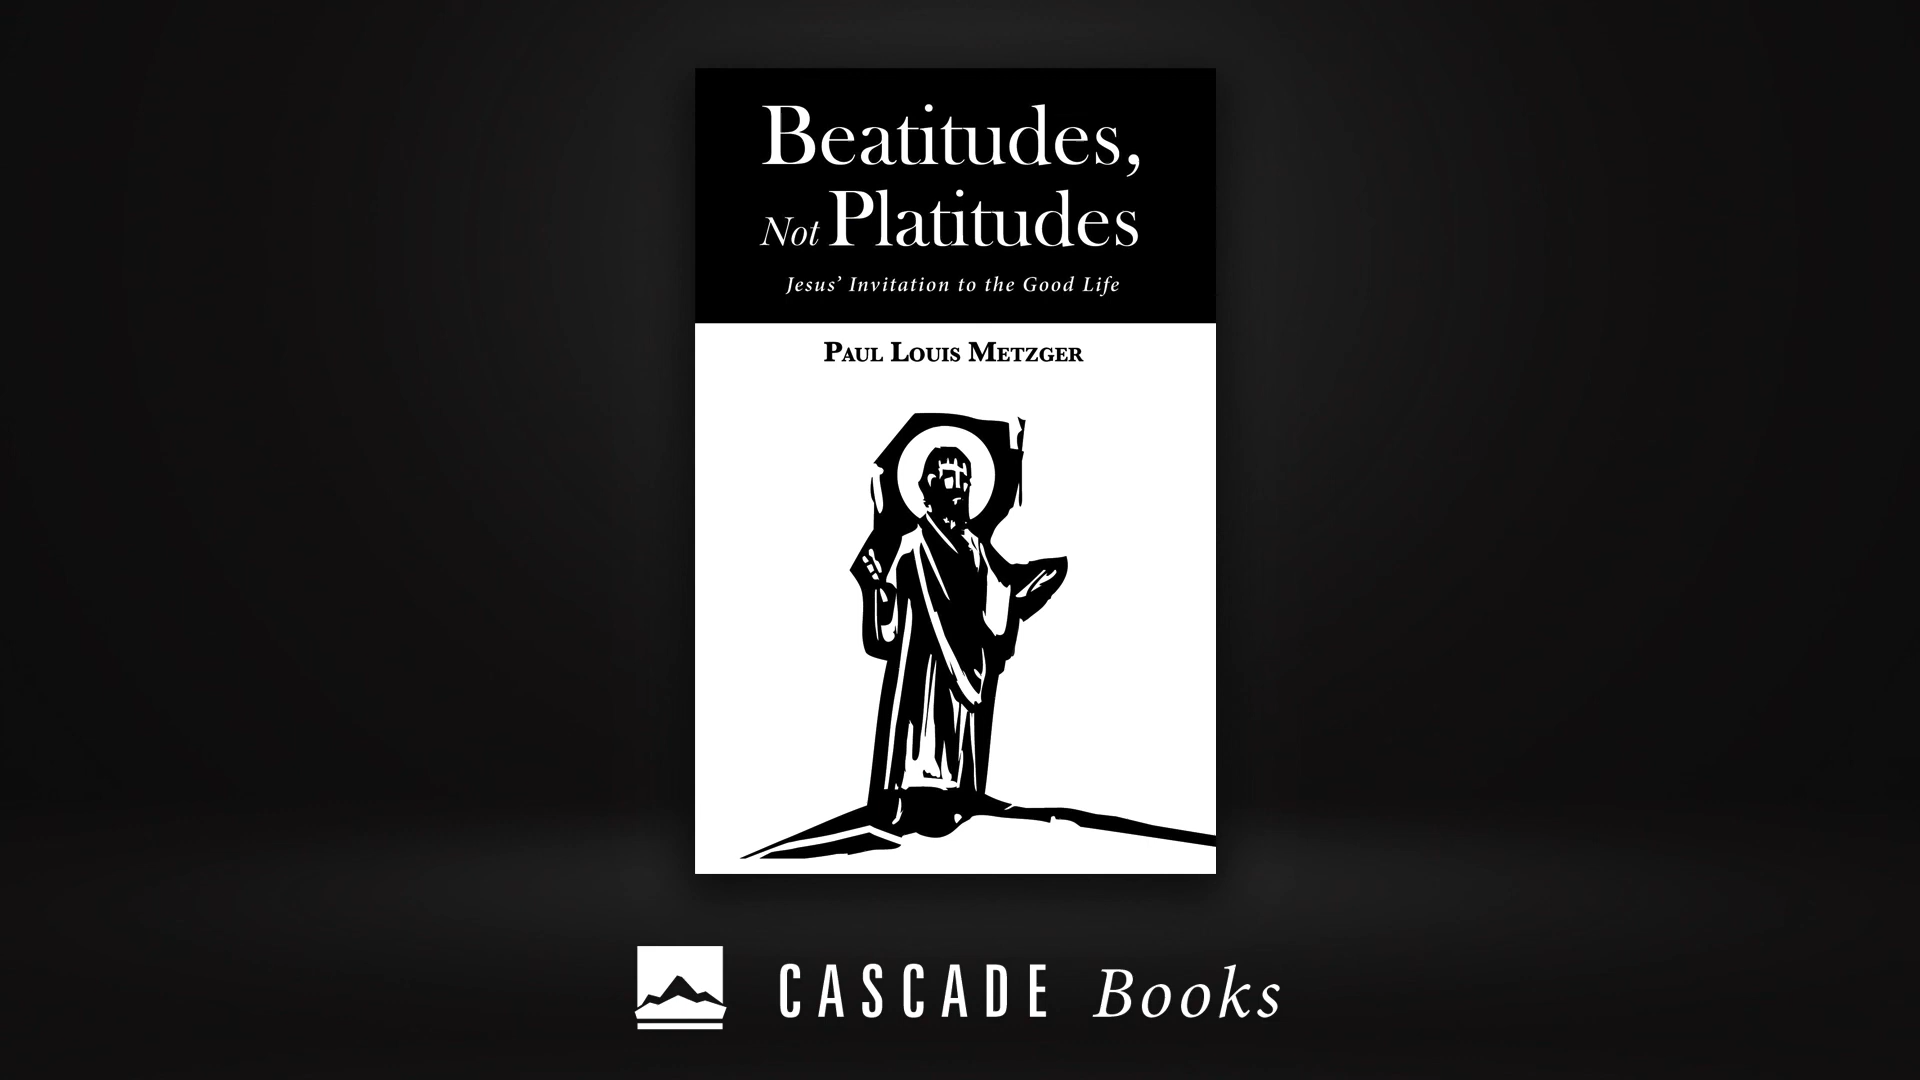 Beatitudes,
Not Platitudes
Jesus’ Invitation to the Good Life
Paul Louis Metzger
CASCADE Books